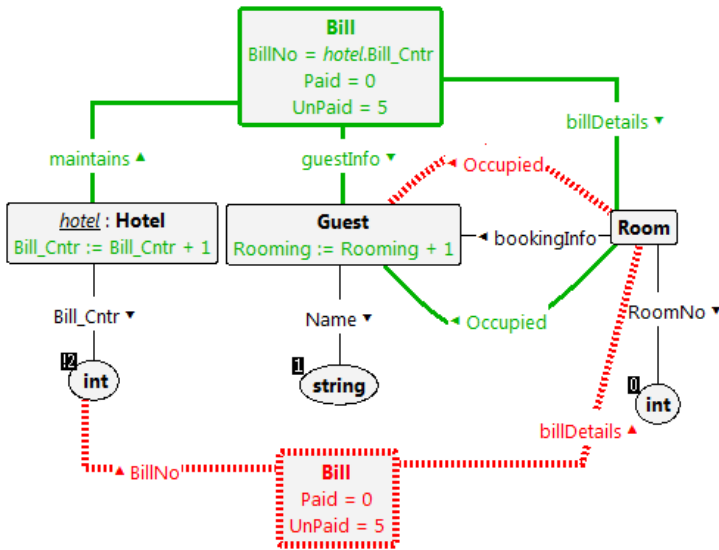 Bill
BillNo = hotel.Bill_Cntr
Paid = 0
UnPaid = 5
billDetails ▼
maintains ▲
guestInfo ▼
◄ Occupied
hotel : Hotel
Bill_Cntr := Bill_Cntr + 1
Guest
Rooming := Rooming + 1
◄ bookingInfo
Room
Bill_Cntr ▼
Name ▼
◄ Occupied
RoomNo ▼
int
1
string
0
int
billDetails ▲
▲ BillNo
Bill
Paid = 0
UnPaid = 5